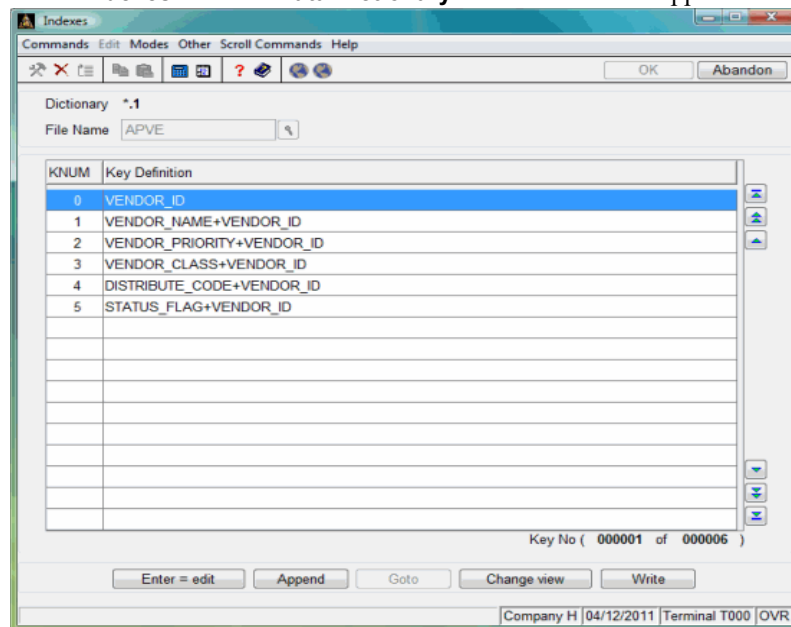 Indexes
Commands Edit Modes Other Scroll Commands Help
OK Abandon
Dictionary *.1
File Name APVE
KNUM Key Definition
0 VENDOR_ID
1 VENDOR_NAME+VENDOR_ID
2 VENDOR_PRIORITY+VENDOR_ID
3 VENDOR_CLASS+VENDOR_ID
4 DISTRIBUTE_CODE+VENDOR_ID
5 STATUS_FLAG+VENDOR_ID
Key No ( 000001 of 000006 )
Enter = edit Append Goto Change view Write
Company H 04/12/2011 Terminal T000 OVR